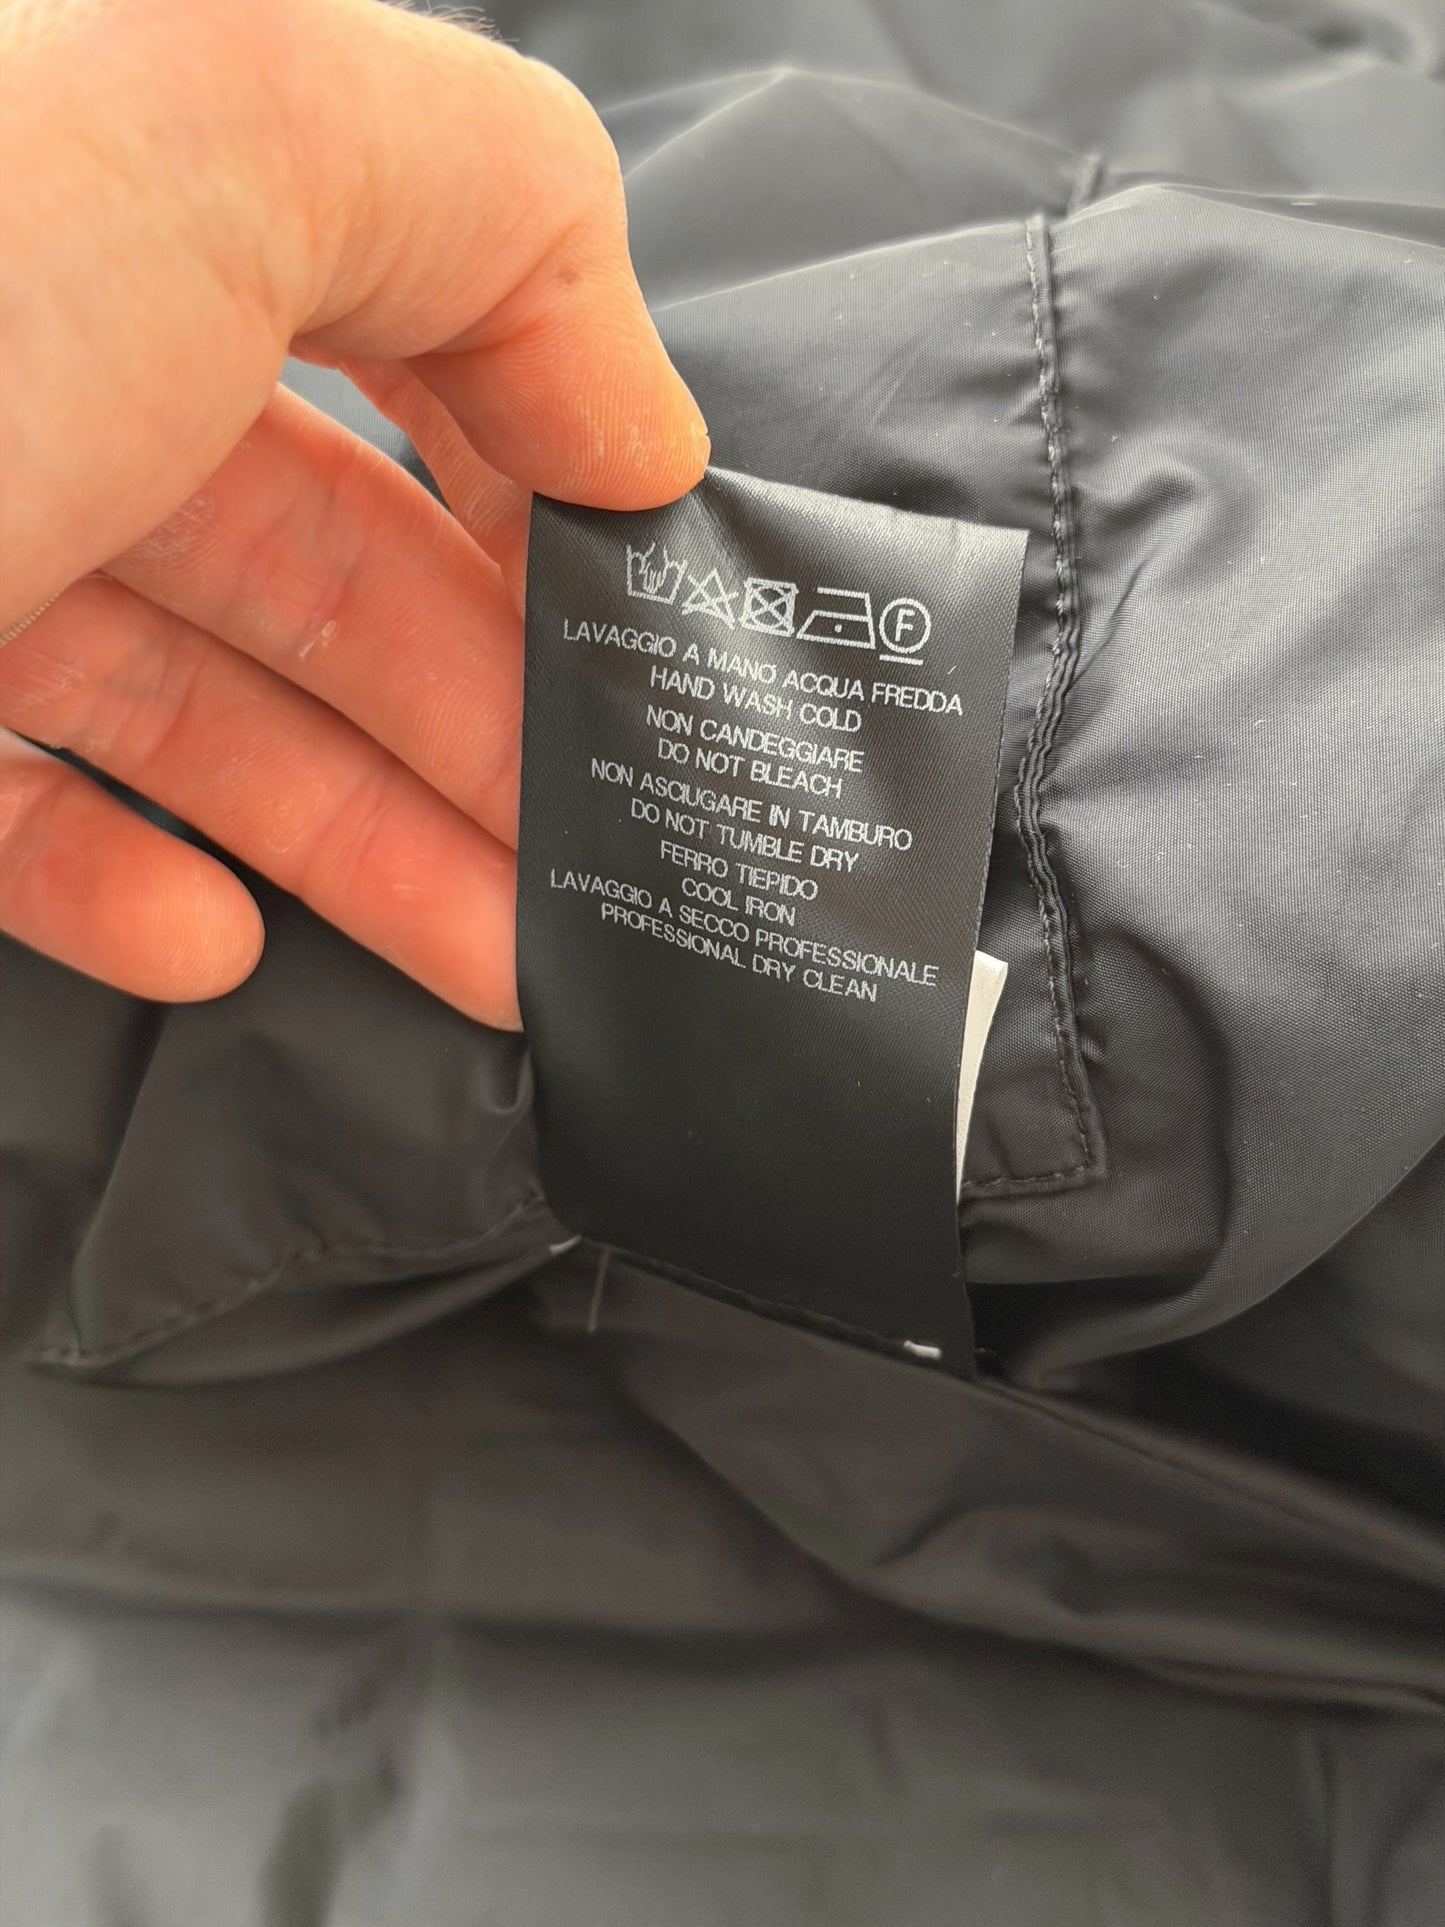 F
LAVAGGIO A MANO ACQUA FREDDA
HAND WASH COLD
NON CANDEGGIARE
DO NOT BLEACH
NON ASCIUGARE IN TAMBURO
DO NOT TUMBLE DRY
FERRO TIEPIDO
COOL IRON
LAVAGGIO A SECCO PROFESSIONALE
PROFESSIONAL DRY CLEAN